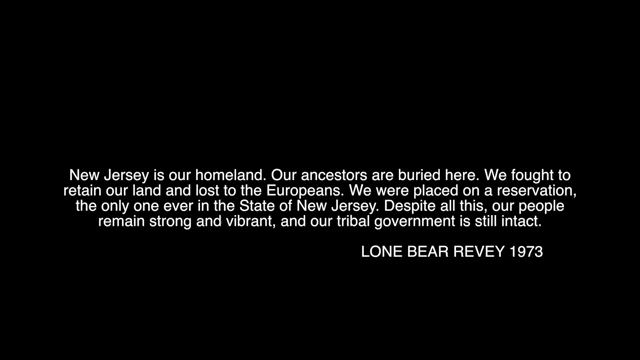 New Jersey is our homeland. Our ancestors are buried here. We fought to
retain our land and lost to the Europeans. We were placed on a reservation,
the only one ever in the State of New Jersey. Despite all this, our people
remain strong and vibrant, and our tribal government is still intact.
LONE BEAR REVEY 1973